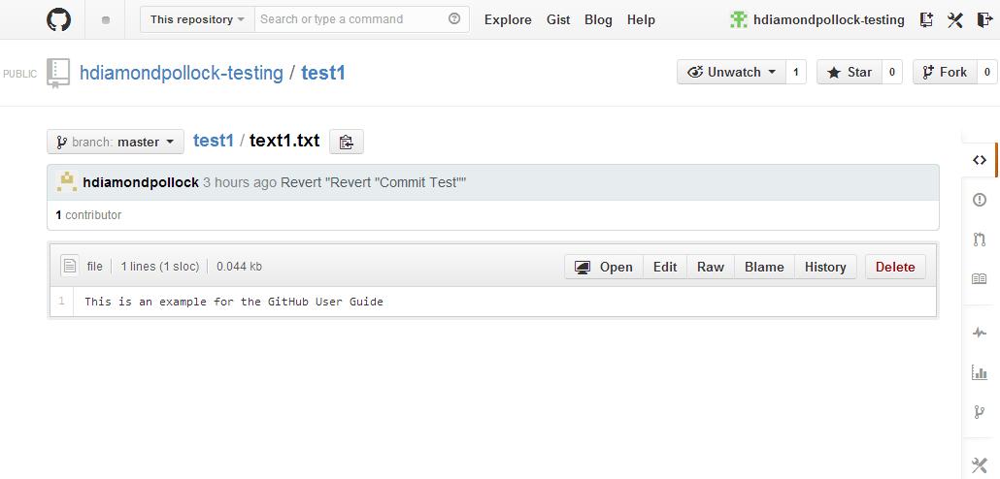 This repository Search or type a command Explore Gist Blog Help hdiamondpollock-testing
PUBLIC hdiamondpollock-testing / test1 Unwatch 1 Star 0 Fork 0
branch: master test1 / text1.txt
hdiamondpollock 3 hours ago Revert "Revert "Commit Test""
1 contributor
file 1 lines (1 sloc) 0.044 kb Open Edit Raw Blame History Delete
1 This is an example for the GitHub User Guide